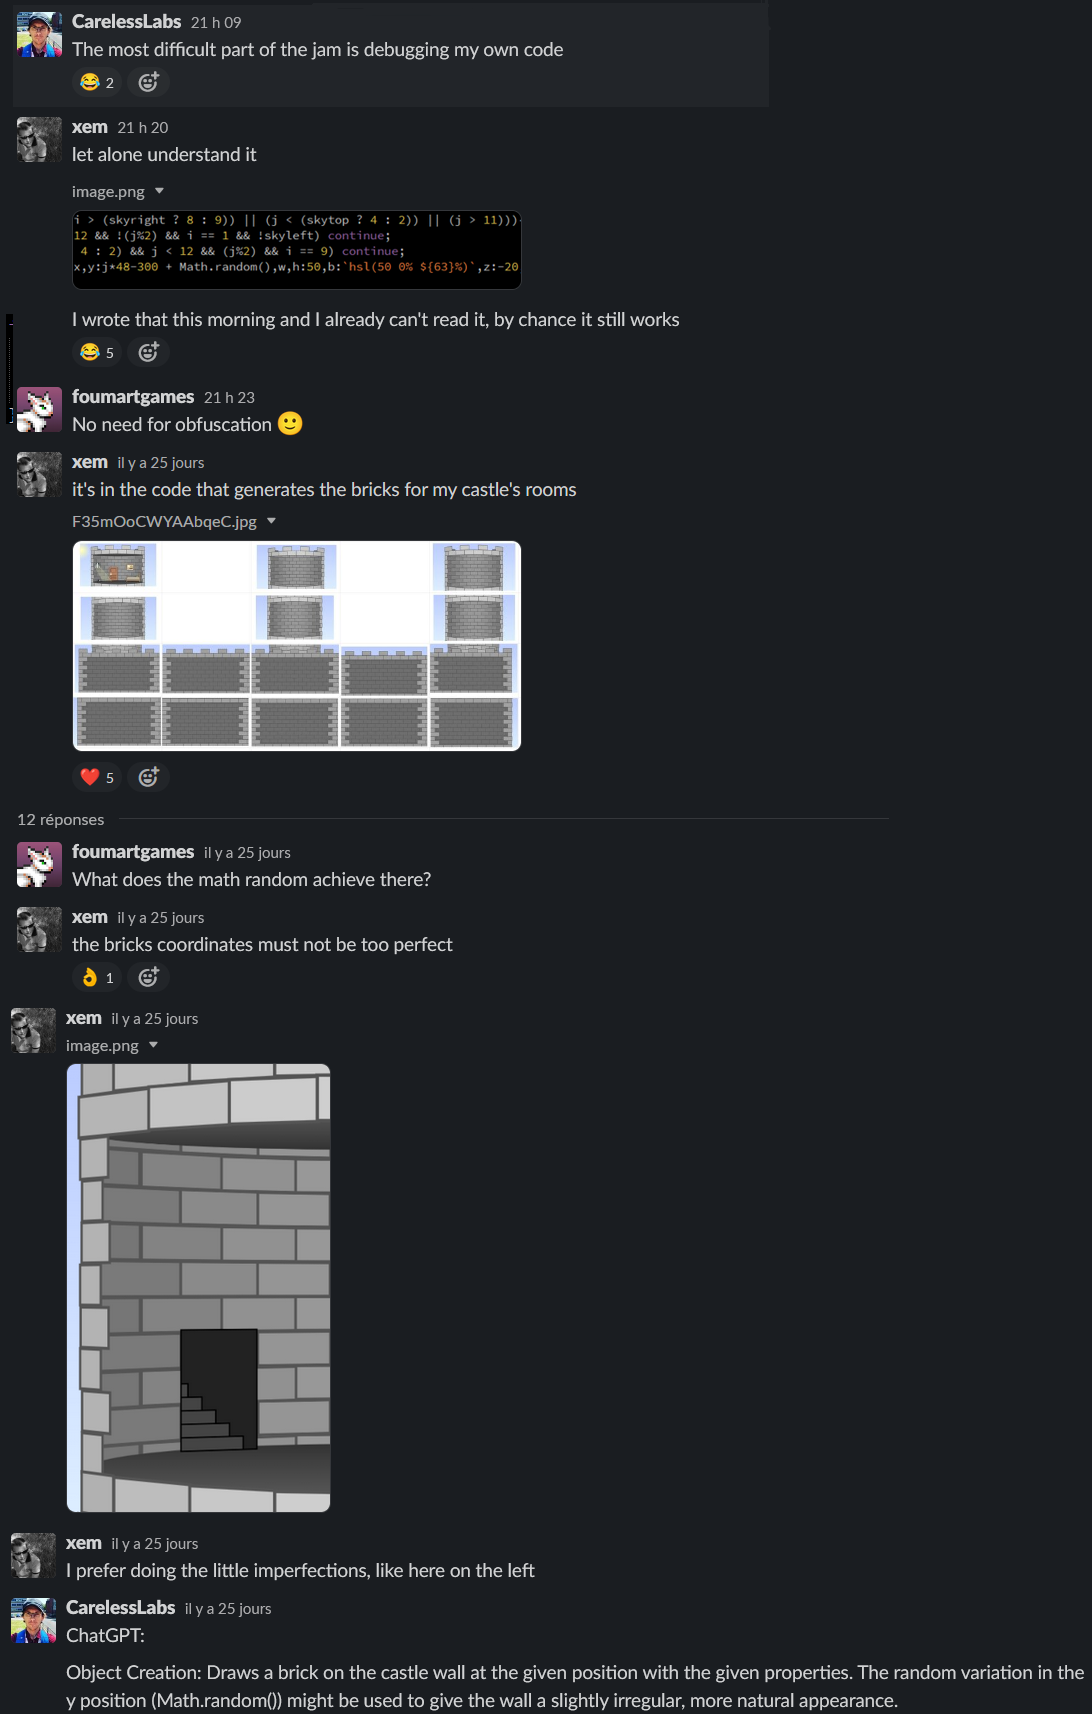 CarelessLabs 21 h 09
The most difficult part of the jam is debugging my own code
2
xem 21 h 20
let alone understand it
image.png
i > (skyright ? 8 : 9)) || (j < (skytop ? 4 : 2)) || (j > 11)))
12 && !(j%2) && i == 1 && !skyleft) continue;
4 : 2) && j < 12 && (j%2) && i == 9) continue;
x,y:j*48-300 + Math.random(),w,h:50,b:`hsl(50 0% ${63}%)`,z:-20
I wrote that this morning and I already can't read it, by chance it still works
5
foumartgames 21 h 23
No need for obfuscation 🙂
xem il y a 25 jours
it's in the code that generates the bricks for my castle's rooms
F35mOoCWYAAbqeC.jpg
5
12 réponses
foumartgames il y a 25 jours
What does the math random achieve there?
xem il y a 25 jours
the bricks coordinates must not be too perfect
1
xem il y a 25 jours
image.png
xem il y a 25 jours
I prefer doing the little imperfections, like here on the left
CarelessLabs il y a 25 jours
ChatGPT:
Object Creation: Draws a brick on the castle wall at the given position with the given properties. The random variation in the
y position (Math.random()) might be used to give the wall a slightly irregular, more natural appearance.